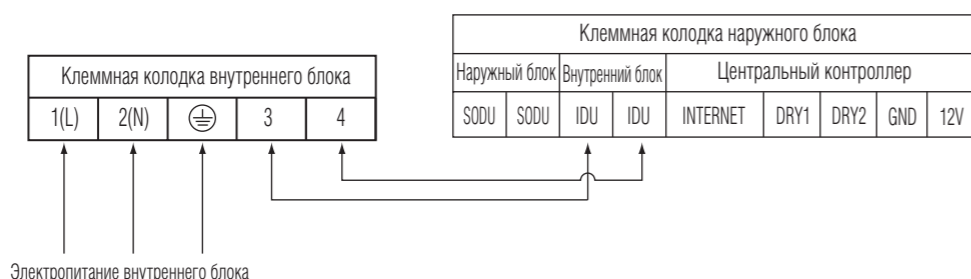 Клеммная колодка наружного блока
Клеммная колодка внутреннего блока
Наружный блок Внутренний блок Центральный контроллер
1(L) 2(N) 3 4
SODU SODU IDU IDU INTERNET DRY1 DRY2 GND 12V
Электропитание внутреннего блока